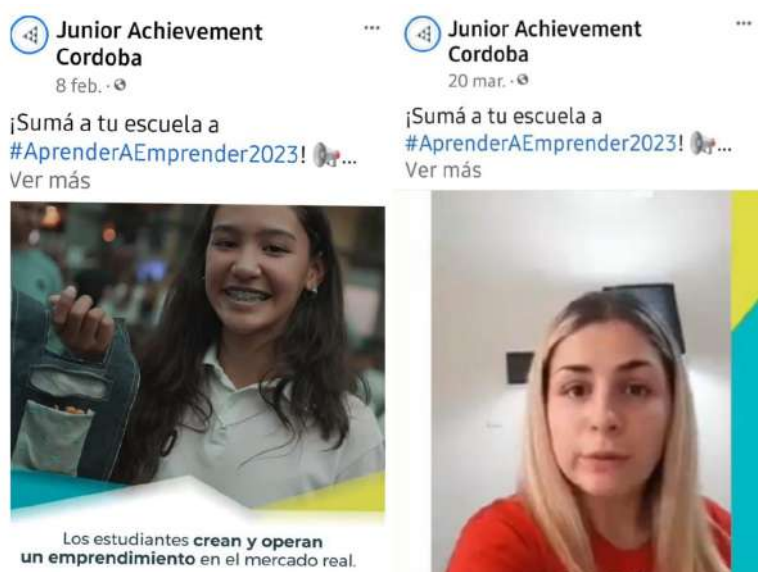 Junior Achievement
Cordoba
8 feb.
¡Sumá a tu escuela a
#AprenderAEmprender2023! ...
Ver más
Los estudiantes crean y operan
un emprendimiento en el mercado real.
Junior Achievement
Cordoba
20 mar.
¡Sumá a tu escuela a
#AprenderAEmprender2023! ...
Ver más